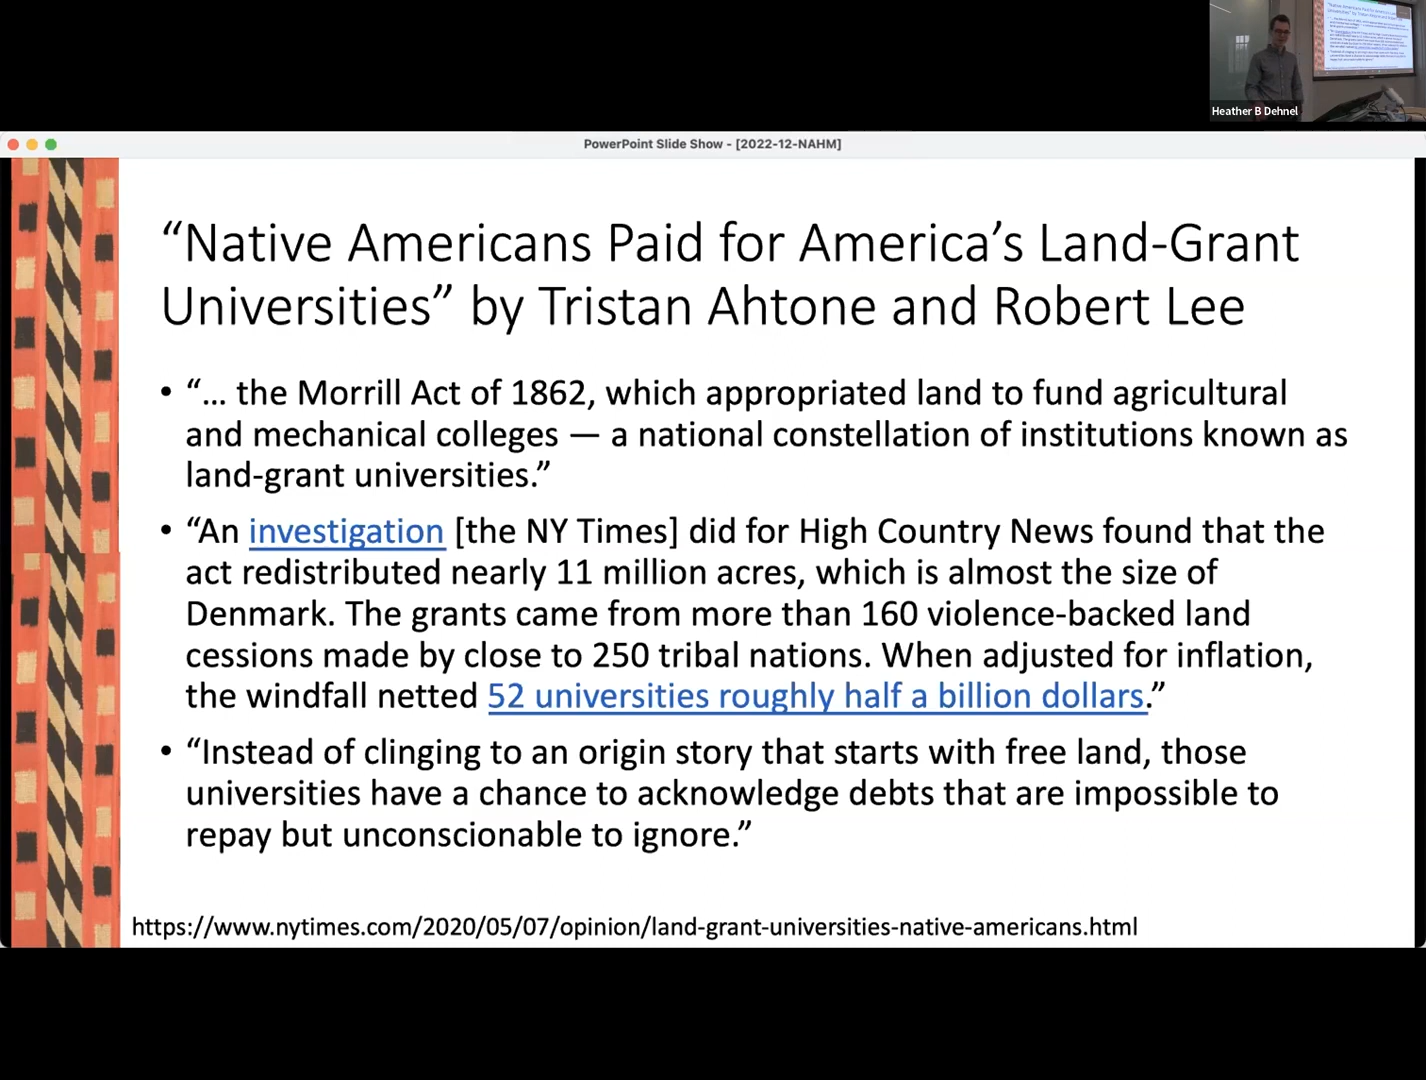 Heather B Dehnel
PowerPoint Slide Show - [2022-12-NAHM]
“Native Americans Paid for America’s Land-Grant
Universities” by Tristan Ahtone and Robert Lee
• “... the Morrill Act of 1862, which appropriated land to fund agricultural
and mechanical colleges — a national constellation of institutions known as
land-grant universities.”
• “An investigation [the NY Times] did for High Country News found that the
act redistributed nearly 11 million acres, which is almost the size of
Denmark. The grants came from more than 160 violence-backed land
cessions made by close to 250 tribal nations. When adjusted for inflation,
the windfall netted 52 universities roughly half a billion dollars.”
• “Instead of clinging to an origin story that starts with free land, those
universities have a chance to acknowledge debts that are impossible to
repay but unconscionable to ignore.”
https://www.nytimes.com/2020/05/07/opinion/land-grant-universities-native-americans.html